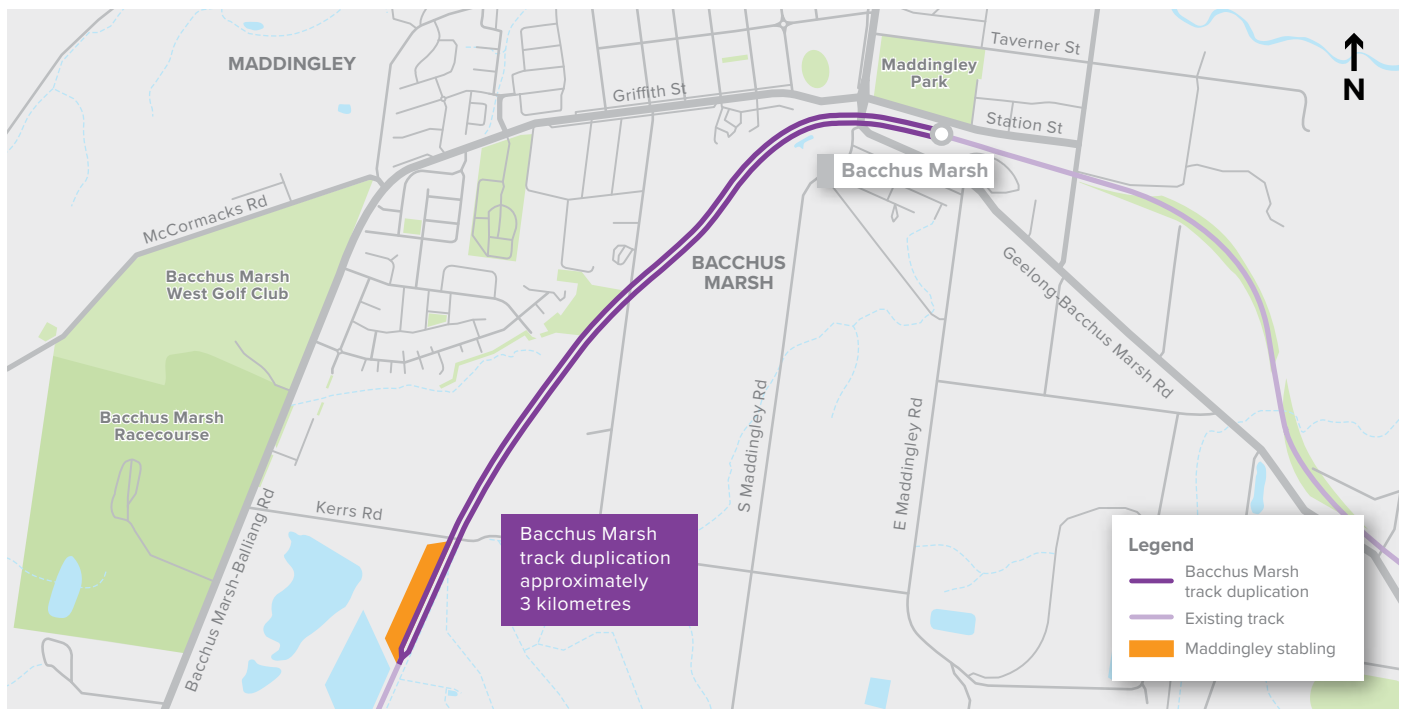 MADDINGLEY
Taverner St
Maddingley
Park
N
Griffith St
Station St
Bacchus Marsh
McCormacks Rd
BACCHUS
MARSH
Geelong-Bacchus Marsh Rd
Bacchus Marsh
West Golf Club
Bacchus Marsh
Racecourse
S Maddingley Rd
E Maddingley Rd
Kerrs Rd
Bacchus Marsh-Balliang Rd
Bacchus Marsh
track duplication
approximately
3 kilometres
Legend
Bacchus Marsh
track duplication
Existing track
Maddingley stabling